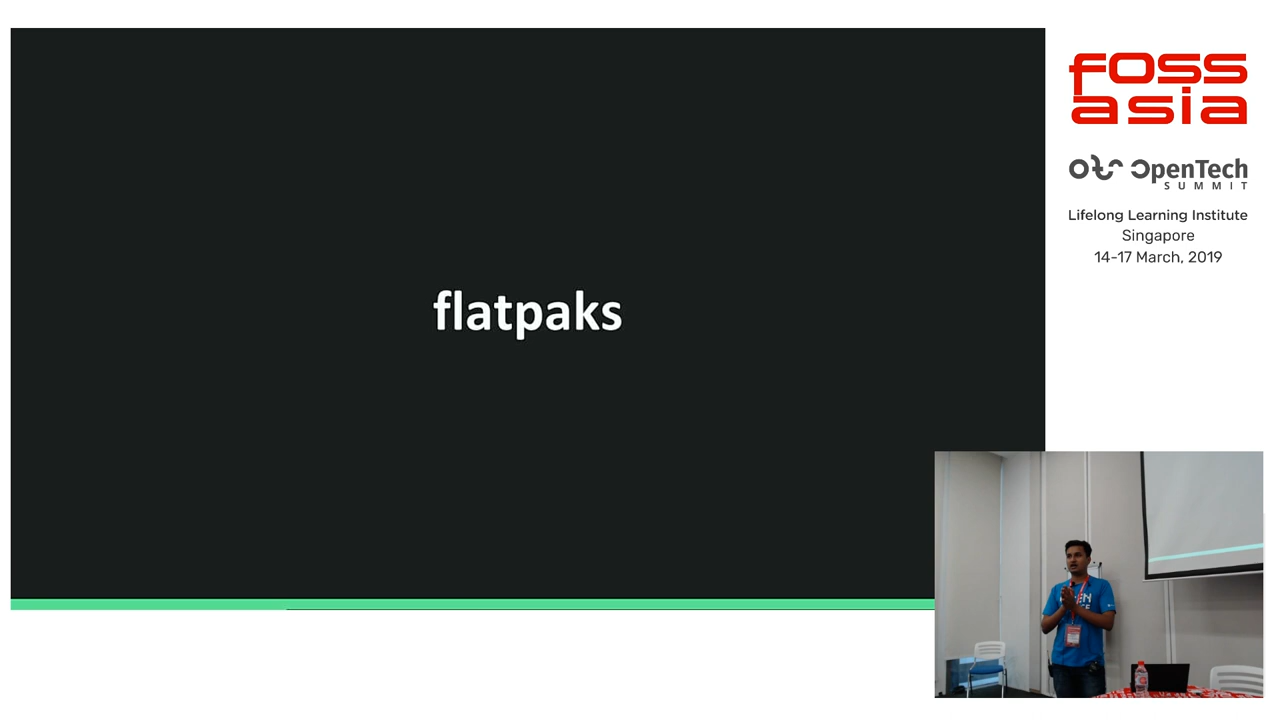 flatpaks
foss
asia
OpenTech
SUMMIT
Lifelong Learning Institute
Singapore
14-17 March, 2019